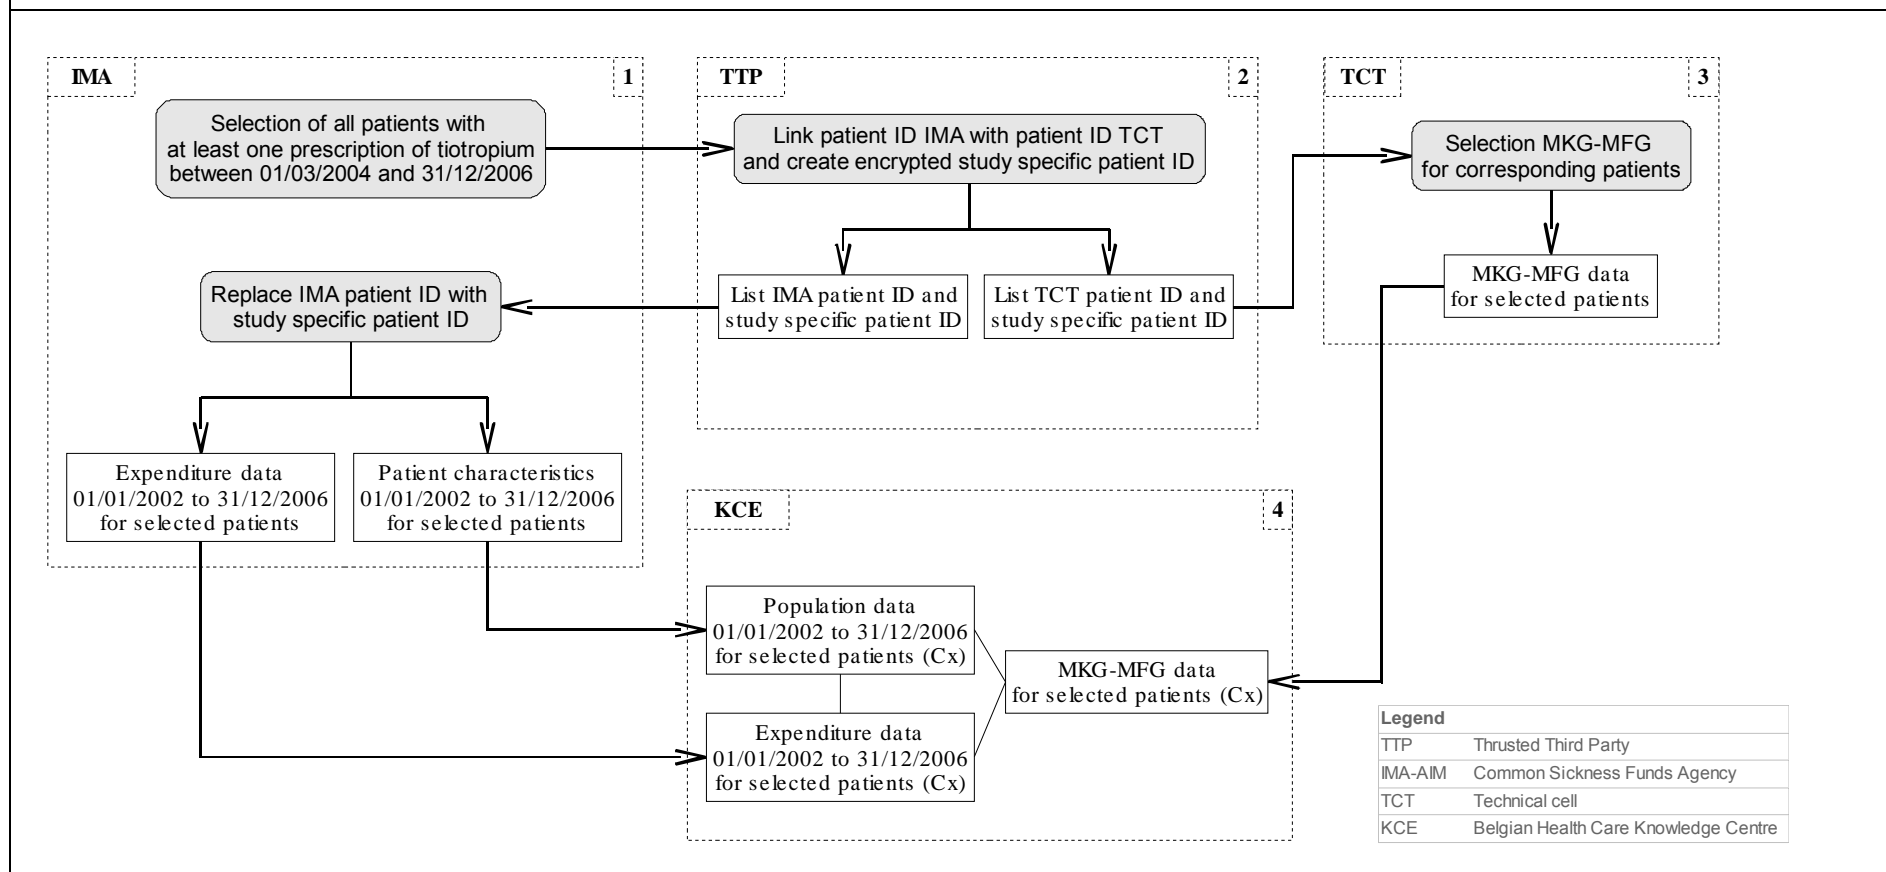 IMA
1
Selection of all patients with
at least one prescription of tiotropium
between 01/03/2004 and 31/12/2006
Replace IMA patient ID with
study specific patient ID
Expenditure data
01/01/2002 to 31/12/2006
for selected patients
Patient characteristics
01/01/2002 to 31/12/2006
for selected patients
TTP
2
Link patient ID IMA with patient ID TCT
and create encrypted study specific patient ID
List IMA patient ID and
study specific patient ID
List TCT patient ID and
study specific patient ID
TCT
3
Selection MKG-MFG
for corresponding patients
MKG-MFG data
for selected patients
KCE
4
Population data
01/01/2002 to 31/12/2006
for selected patients (Cx)
Expenditure data
01/01/2002 to 31/12/2006
for selected patients (Cx)
MKG-MFG data
for selected patients (Cx)
Legend
TTP Thrusted Third Party
IMA-AIM Common Sickness Funds Agency
TCT Technical cell
KCE Belgian Health Care Knowledge Centre